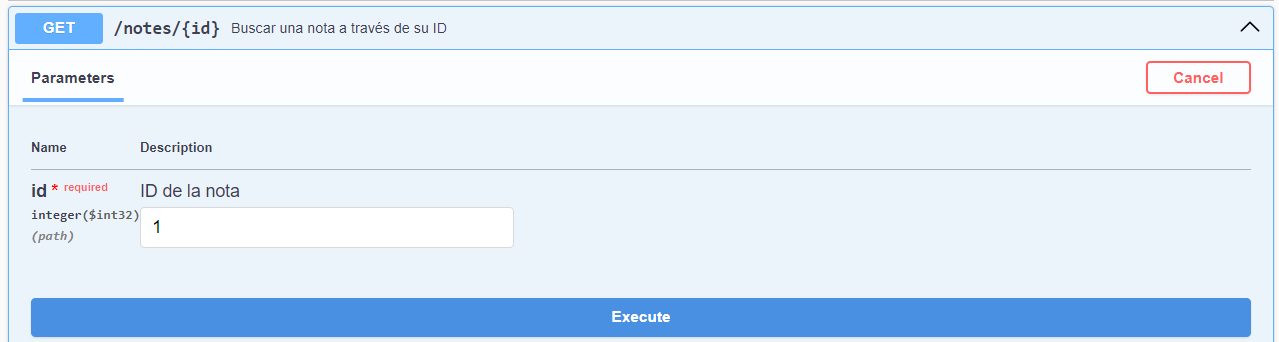 GET /notes/{id} Buscar una nota a través de su ID
Parameters Cancel
Name Description
id * required ID de la nota
integer($int32) 1
(path)
Execute